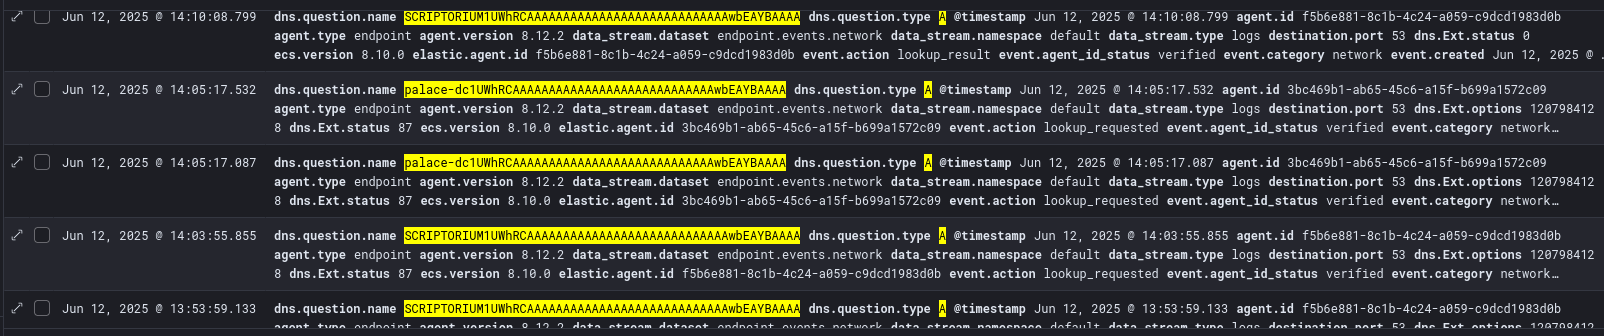 Jun 12, 2025 @ 14:10:08.799 dns.question.name SCRIPTORIUM1UWhRCAAAAAAAAAAAAAAAAAAAAAAAAAAAAwbEAYBAAAA dns.question.type A @timestamp Jun 12, 2025 @ 14:10:08.799 agent.id f5b6e881-8c1b-4c24-a059-c9dcd1983d0b
agent.type endpoint agent.version 8.12.2 data_stream.dataset endpoint.events.network data_stream.namespace default data_stream.type logs destination.port 53 dns.Ext.status 0
ecs.version 8.10.0 elastic.agent.id f5b6e881-8c1b-4c24-a059-c9dcd1983d0b event.action lookup_result event.agent_id_status verified event.category network event.created Jun 12, 2025 @ .
Jun 12, 2025 @ 14:05:17.532 dns.question.name palace-dc1UWhRCAAAAAAAAAAAAAAAAAAAAAAAAAAAAwbEAYBAAAA dns.question.type A @timestamp Jun 12, 2025 @ 14:05:17.532 agent.id 3bc469b1-ab65-45c6-a15f-b699a1572c09
agent.type endpoint agent.version 8.12.2 data_stream.dataset endpoint.events.network data_stream.namespace default data_stream.type logs destination.port 53 dns.Ext.options 120798412
8 dns.Ext.status 87 ecs.version 8.10.0 elastic.agent.id 3bc469b1-ab65-45c6-a15f-b699a1572c09 event.action lookup_requested event.agent_id_status verified event.category network…
Jun 12, 2025 @ 14:05:17.087 dns.question.name palace-dc1UWhRCAAAAAAAAAAAAAAAAAAAAAAAAAAAAwbEAYBAAAA dns.question.type A @timestamp Jun 12, 2025 @ 14:05:17.087 agent.id 3bc469b1-ab65-45c6-a15f-b699a1572c09
agent.type endpoint agent.version 8.12.2 data_stream.dataset endpoint.events.network data_stream.namespace default data_stream.type logs destination.port 53 dns.Ext.options 120798412
8 dns.Ext.status 87 ecs.version 8.10.0 elastic.agent.id 3bc469b1-ab65-45c6-a15f-b699a1572c09 event.action lookup_requested event.agent_id_status verified event.category network…
Jun 12, 2025 @ 14:03:55.855 dns.question.name SCRIPTORIUM1UWhRCAAAAAAAAAAAAAAAAAAAAAAAAAAAAwbEAYBAAAA dns.question.type A @timestamp Jun 12, 2025 @ 14:03:55.855 agent.id f5b6e881-8c1b-4c24-a059-c9dcd1983d0b
agent.type endpoint agent.version 8.12.2 data_stream.dataset endpoint.events.network data_stream.namespace default data_stream.type logs destination.port 53 dns.Ext.options 120798412
8 dns.Ext.status 87 ecs.version 8.10.0 elastic.agent.id f5b6e881-8c1b-4c24-a059-c9dcd1983d0b event.action lookup_requested event.agent_id_status verified event.category network…
Jun 12, 2025 @ 13:53:59.133 dns.question.name SCRIPTORIUM1UWhRCAAAAAAAAAAAAAAAAAAAAAAAAAAAAwbEAYBAAAA dns.question.type A @timestamp Jun 12, 2025 @ 13:53:59.133 agent.id f5b6e881-8c1b-4c24-a059-c9dcd1983d0b